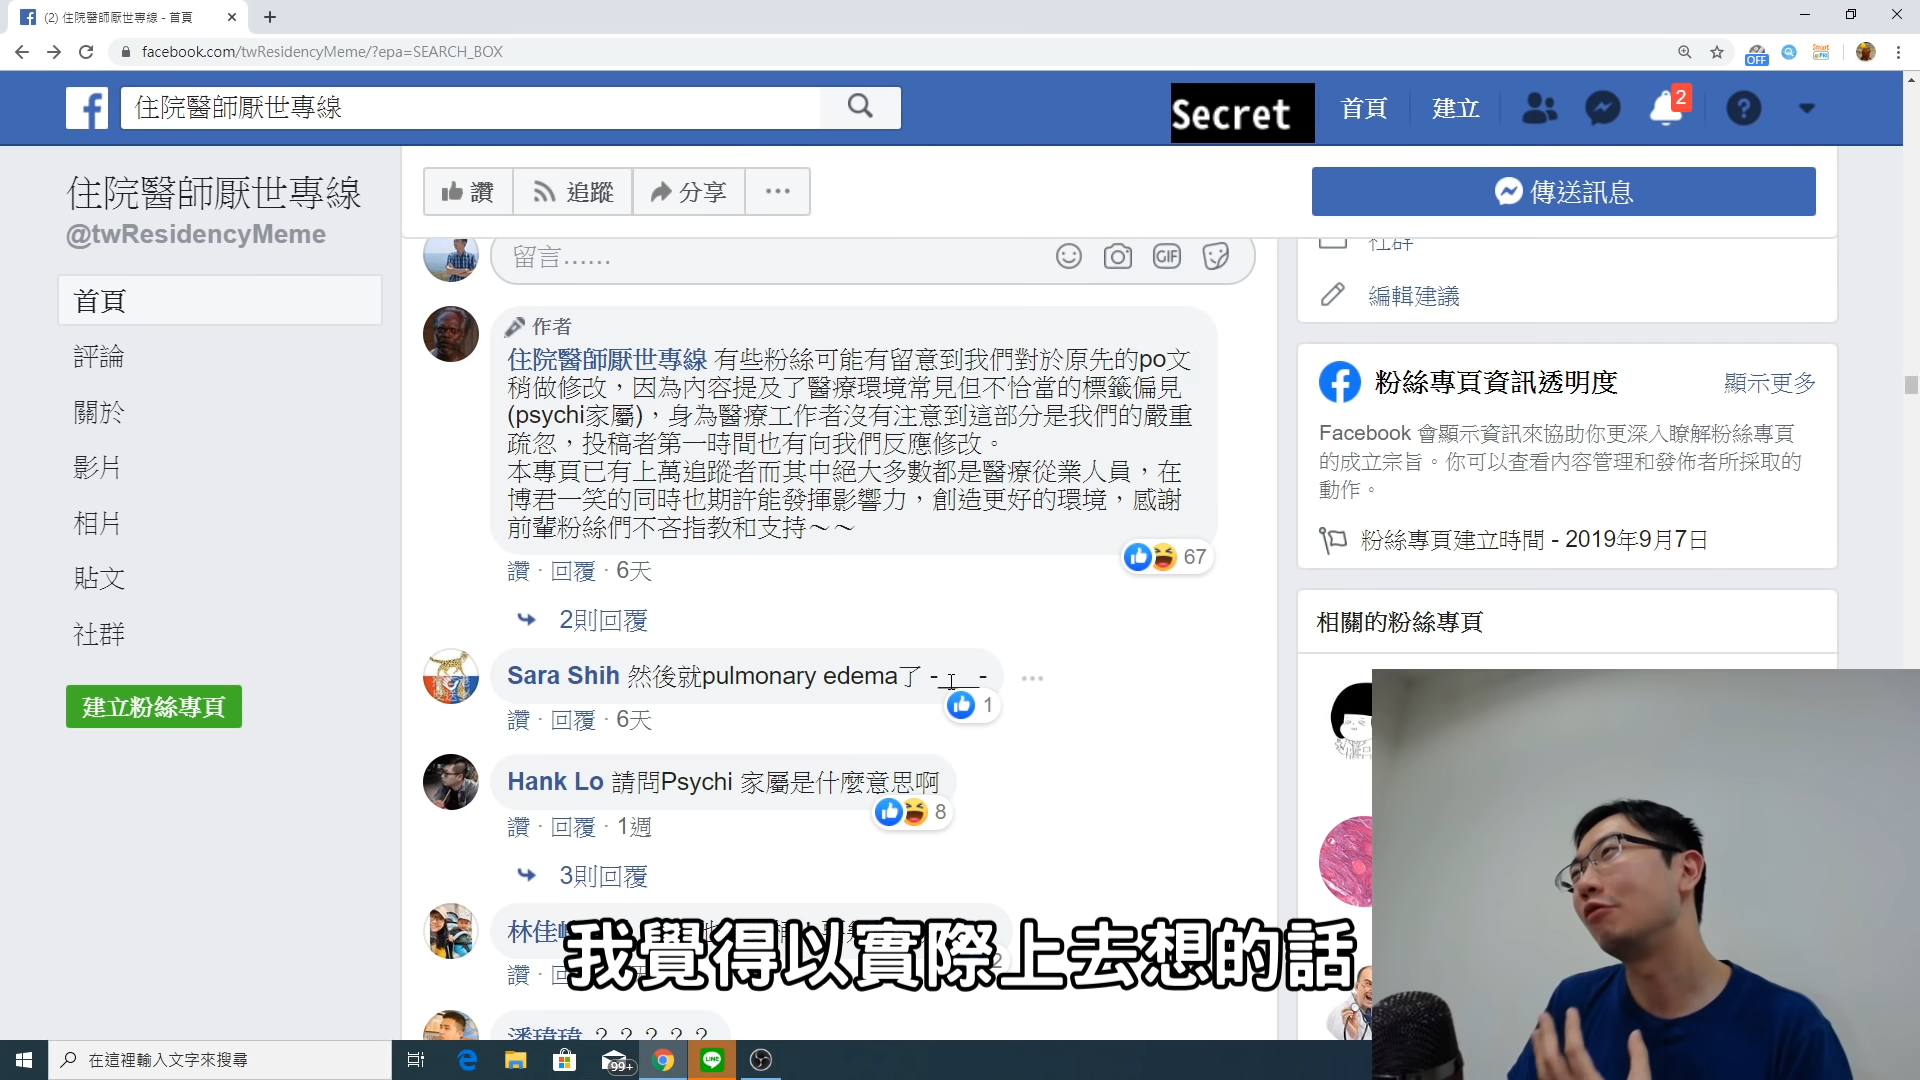 (2) 住院醫師厭世專線 - 首頁
facebook.com/twResidencyMeme/?epa=SEARCH_BOX
OFF
住院醫師厭世專線
Secret
首頁
建立
2
住院醫師厭世專線
@twResidencyMeme
首頁
評論
關於
影片
相片
貼文
社群
建立粉絲專頁
讚
追蹤
分享
傳送訊息
留言……
GIF
作者
住院醫師厭世專線 有些粉絲可能有留意到我們對於原先的po文
稍做修改，因為內容提及了醫療環境常見但不恰當的標籤偏見
(psychi家屬)，身為醫療工作者沒有注意到這部分是我們的嚴重
疏忽，投稿者第一時間也有向我們反應修改。
本專頁已有上萬追蹤者而其中絕大多數都是醫療從業人員，在
博君一笑的同時也期許能發揮影響力，創造更好的環境，感謝
前輩粉絲們不吝指教和支持～～
67
讚 · 回覆 · 6天
2則回覆
Sara Shih 然後就pulmonary edema了 -___-
1
讚 · 回覆 · 6天
Hank Lo 請問Psychi 家屬是什麼意思啊
8
讚 · 回覆 · 1週
3則回覆
林佳
讚
潘瑋瑋 ？？？？？
社群
編輯建議
粉絲專頁資訊透明度
顯示更多
Facebook 會顯示資訊來協助你更深入瞭解粉絲專頁
的成立宗旨。你可以查看內容管理和發佈者所採取的
動作。
粉絲專頁建立時間 - 2019年9月7日
相關的粉絲專頁
我覺得以實際上去想的話
在這裡輸入文字來搜尋
99+
LINE